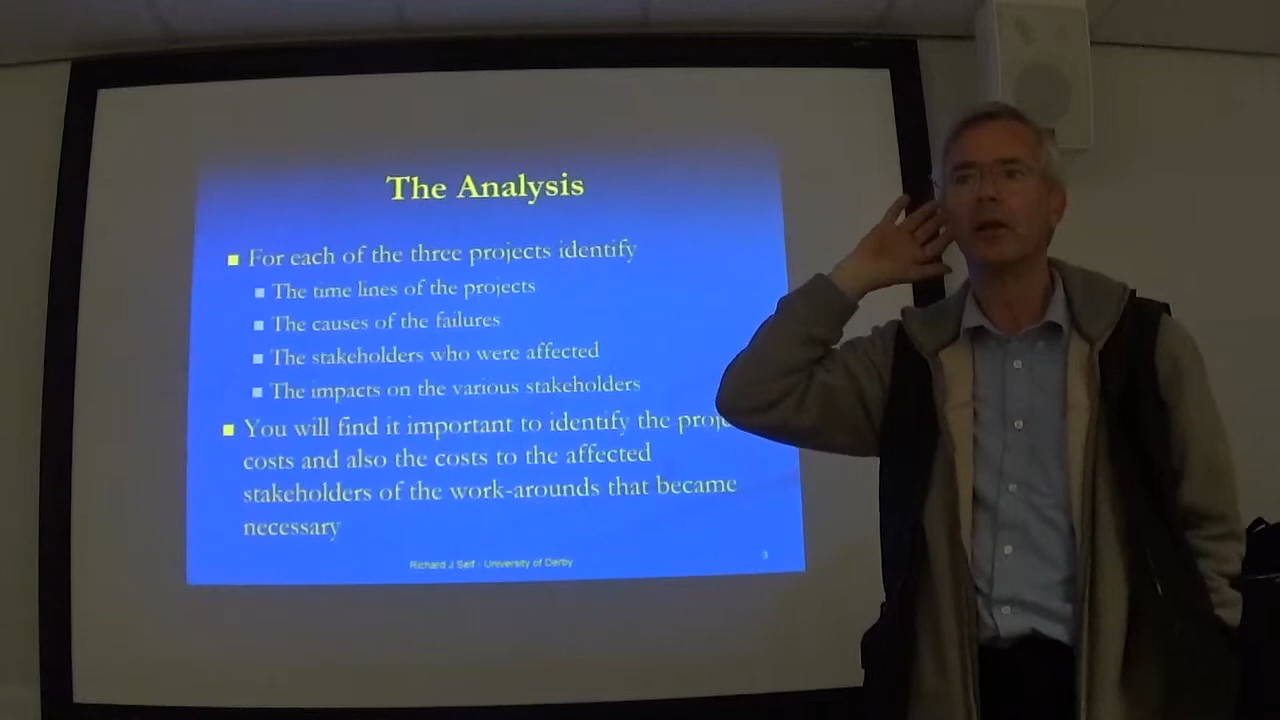 The Analysis
For each of the three projects identify
The time lines of the projects
The causes of the failures
The stakeholders who were affected
The impacts on the various stakeholders
You will find it important to identify the
costs and also the costs to the affected
stakeholders of the work-arounds that became
necessary
Richard J Self - University of Derby
3